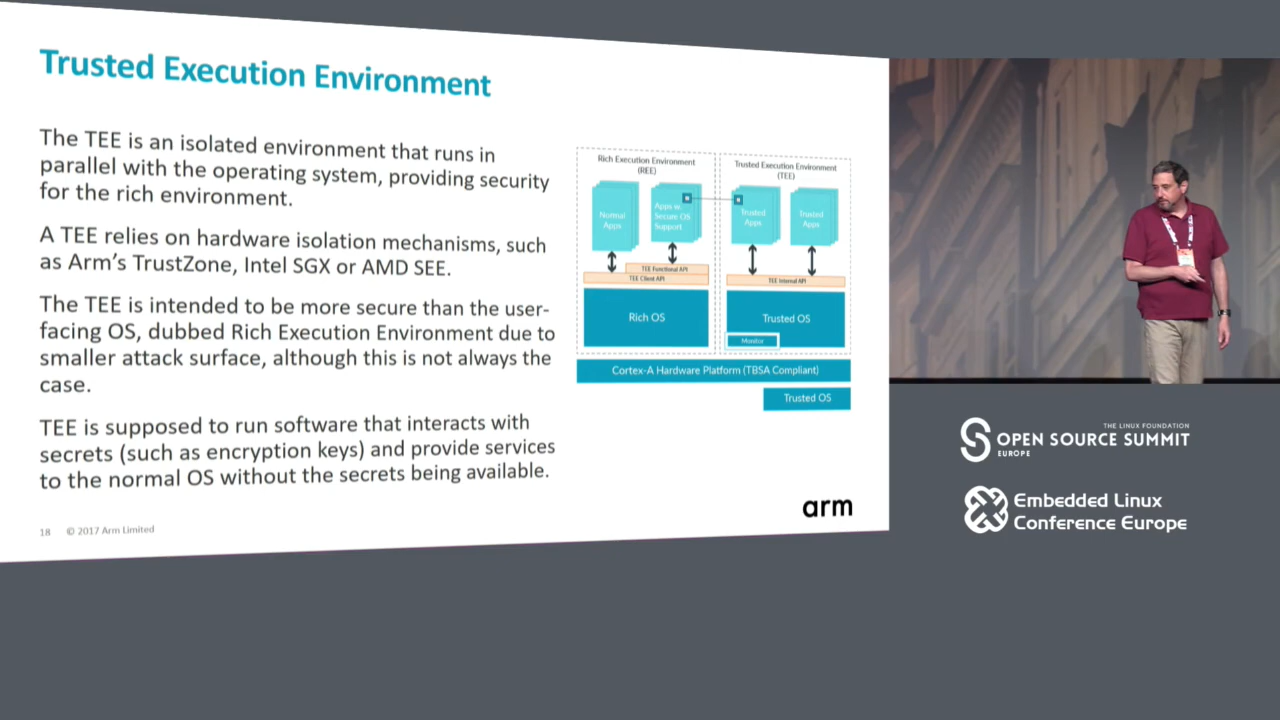 Trusted Execution Environment
The TEE is an isolated environment that runs in
parallel with the operating system, providing security
for the rich environment.
A TEE relies on hardware isolation mechanisms, such
as Arm's TrustZone, Intel SGX or AMD SEE.
The TEE is intended to be more secure than the user-
facing OS, dubbed Rich Execution Environment due to
smaller attack surface, although this is not always the
case.
TEE is supposed to run software that interacts with
secrets (such as encryption keys) and provide services
to the normal OS without the secrets being available.
Rich Execution Environment
(REE)
Normal
Apps
Apps w.
Secure OS
Support
TEE Functional API
TEE Client API
Rich OS
Trusted Execution Environment
(TEE)
Trusted
Apps
Trusted
Apps
TEE Internal API
Trusted OS
Monitor
Cortex-A Hardware Platform (TBSA Compliant)
Trusted OS
18 © 2017 Arm Limited
arm
THE LINUX FOUNDATION
OPEN SOURCE SUMMIT
EUROPE
Embedded Linux
Conference Europe